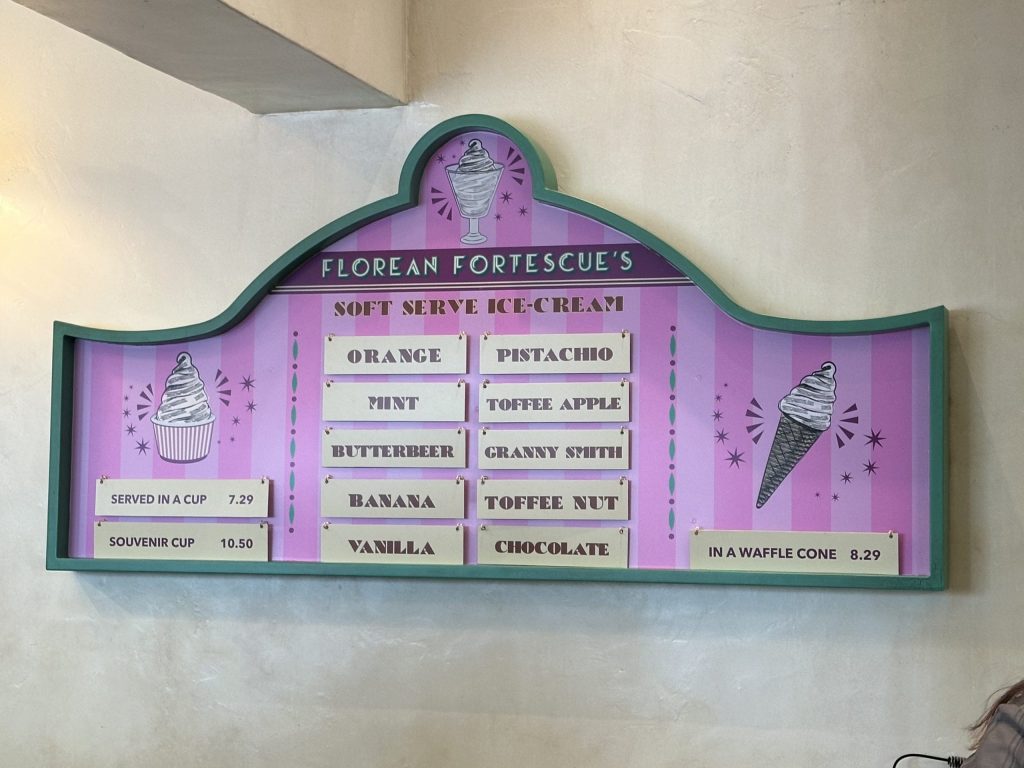 FLOREAN FORTESCUE'S
SOFT SERVE ICE-CREAM
ORANGE
PISTACHIO
MINT
TOFFEE APPLE
BUTTERBEER
GRANNY SMITH
BANANA
TOFFEE NUT
VANILLA
CHOCOLATE
SERVED IN A CUP 7.29
SOUVENIR CUP 10.50
IN A WAFFLE CONE 8.29